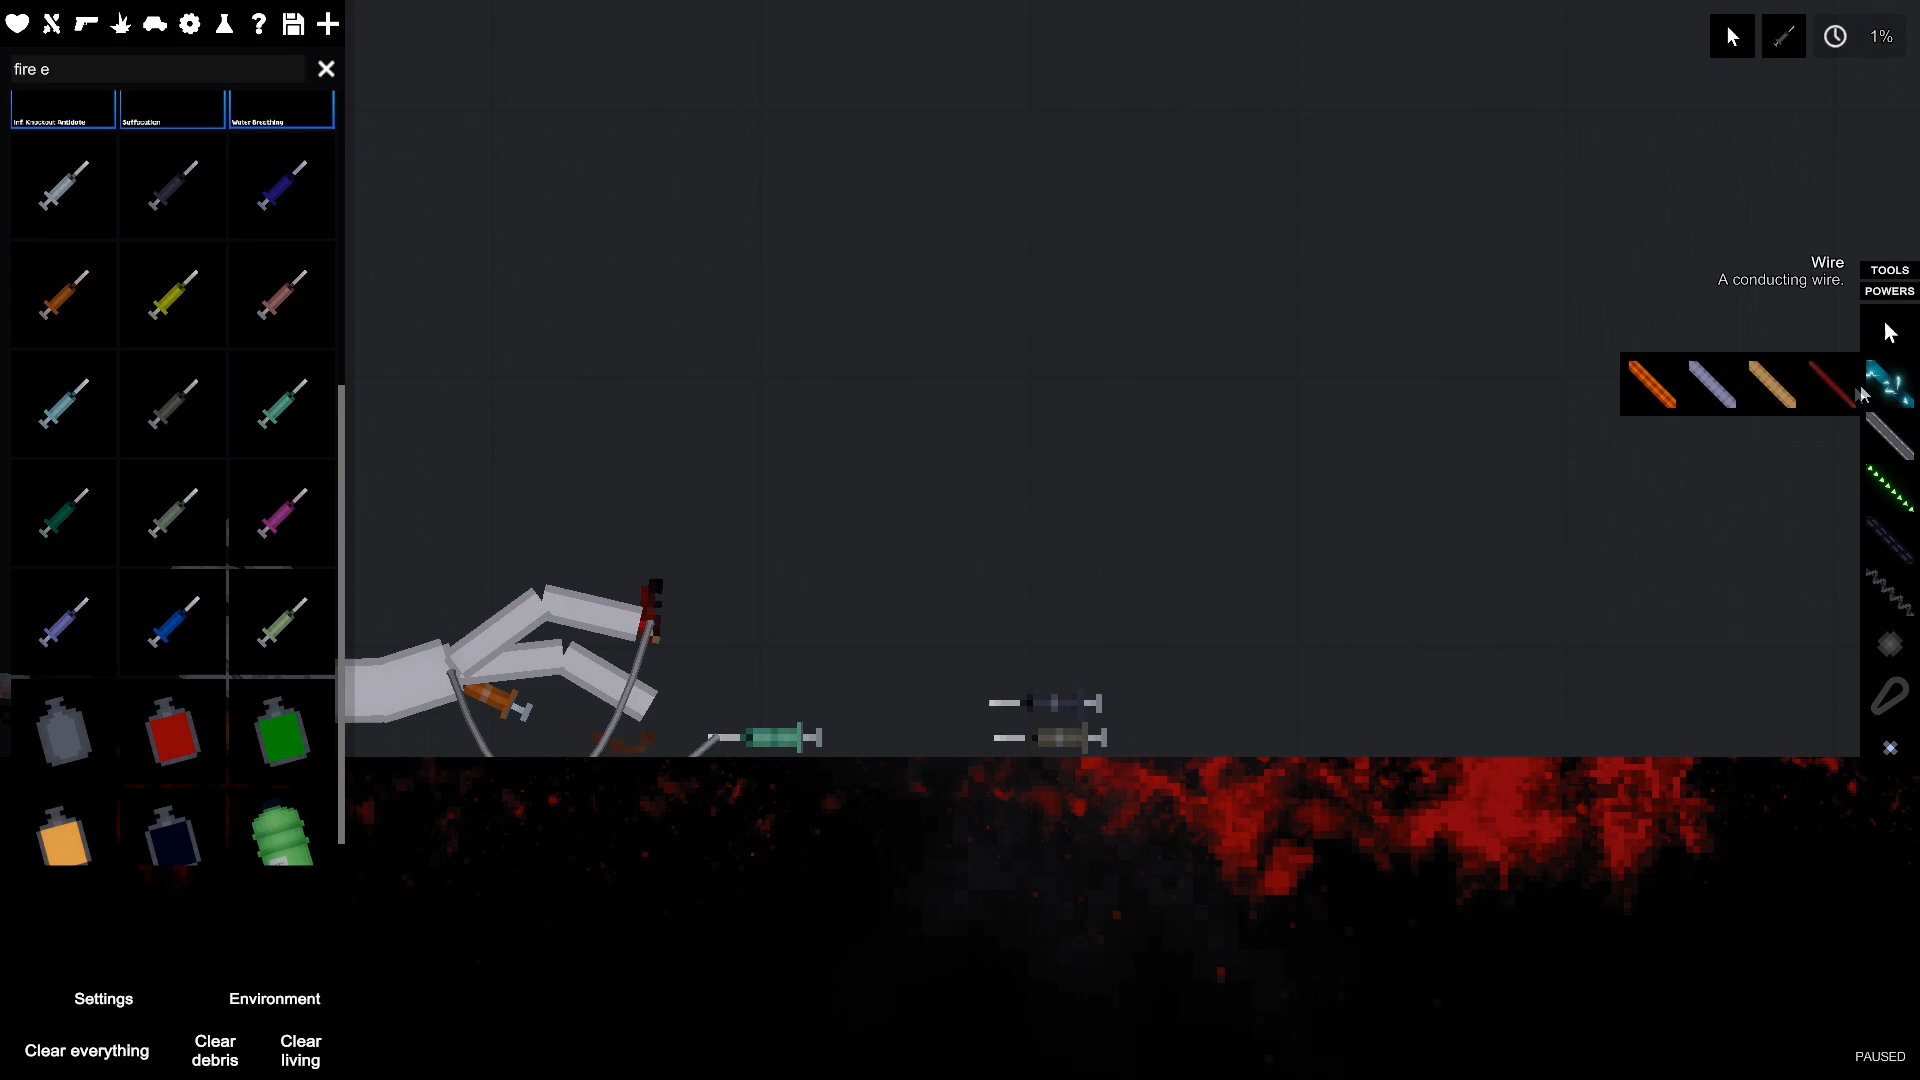 fire e
1%
Inf. Knockout Antidote
Suffocation
Water Breathing
Wire
A conducting wire.
TOOLS
POWERS
Settings
Environment
Clear everything
Clear
debris
Clear
living
PAUSED